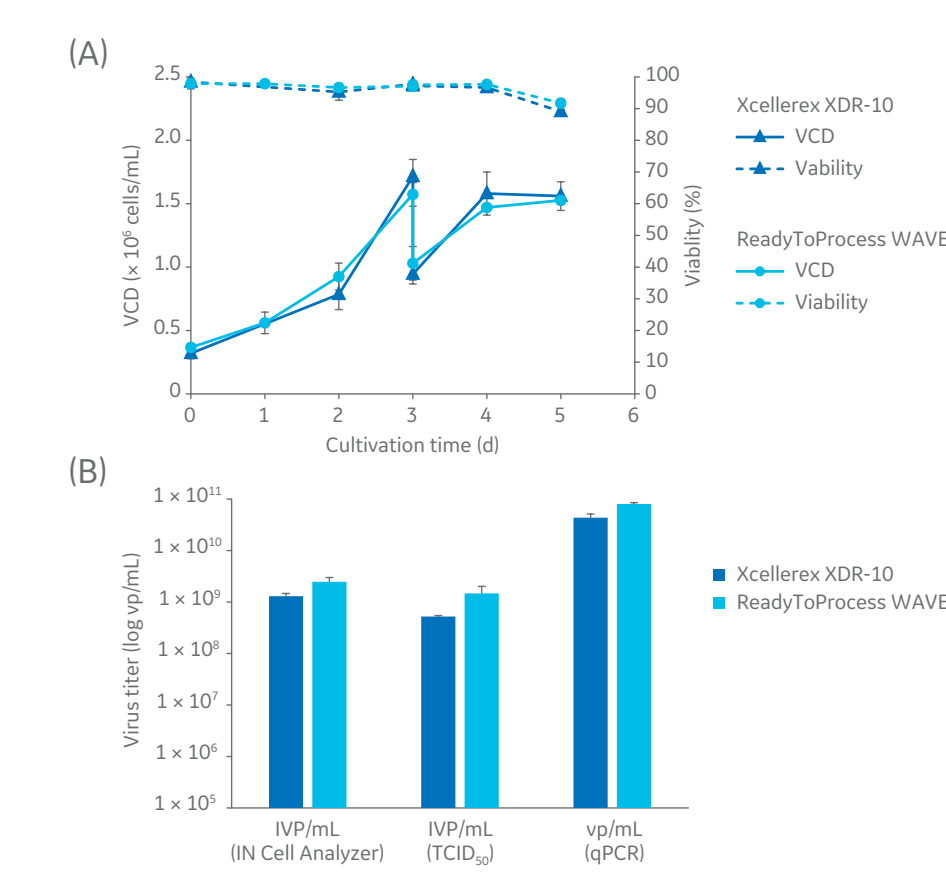 (A)
VCD (× 10⁶ cells/mL)
2.5
2.0
1.5
1.0
0.5
0
0 1 2 3 4 5 6
Cultivation time (d)
100
90
80
70
60
50
40
30
20
10
0
Viablity (%)
Xcellerex XDR-10
VCD
Vability
ReadyToProcess WAVE
VCD
Viability
(B)
Virus titer (log vp/mL)
1 × 10¹¹
1 × 10¹⁰
1 × 10⁹
1 × 10⁸
1 × 10⁷
1 × 10⁶
1 × 10⁵
IVP/mL
(IN Cell Analyzer)
IVP/mL
(TCID₅₀)
vp/mL
(qPCR)
Xcellerex XDR-10
ReadyToProcess WAVE